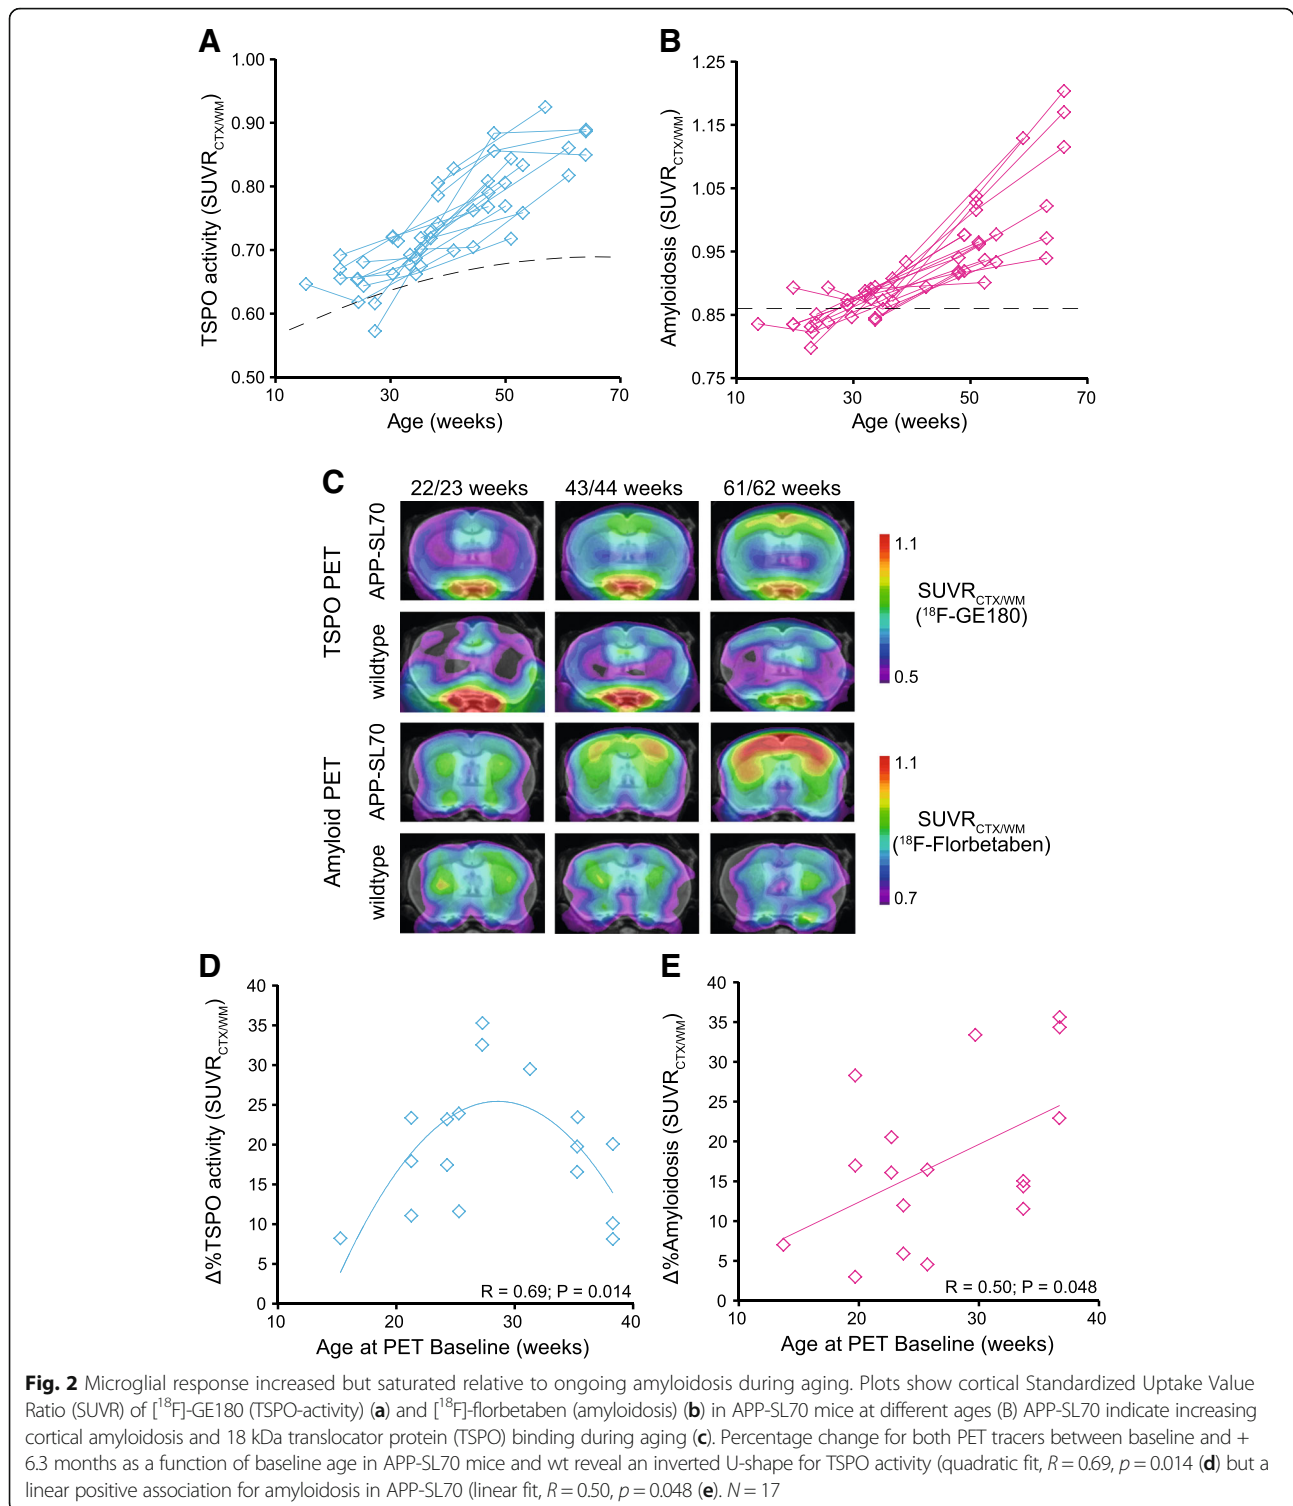 A
B
1.00
0.90
0.80
0.70
0.60
0.50
TSPO activity (SUVR_CTX/WM)
10
30
50
70
Age (weeks)
1.25
1.15
1.05
0.95
0.85
0.75
Amyloidosis (SUVR_CTX/WM)
10
30
50
70
Age (weeks)
C
22/23 weeks
43/44 weeks
61/62 weeks
TSPO PET
APP-SL70
wildtype
1.1
SUVR_CTX/WM
(¹⁸F-GE180)
0.5
Amyloid PET
APP-SL70
wildtype
1.1
SUVR_CTX/WM
(¹⁸F-Florbetaben)
0.7
D
E
40
35
30
25
20
15
10
5
0
Δ%TSPO activity (SUVR_CTX/WM)
R = 0.69; P = 0.014
10
20
30
40
Age at PET Baseline (weeks)
40
35
30
25
20
15
10
5
0
Δ%Amyloidosis (SUVR_CTX/WM)
R = 0.50; P = 0.048
10
20
30
40
Age at PET Baseline (weeks)
Fig. 2 Microglial response increased but saturated relative to ongoing amyloidosis during aging. Plots show cortical Standardized Uptake Value
Ratio (SUVR) of [¹⁸F]-GE180 (TSPO-activity) (a) and [¹⁸F]-florbetaben (amyloidosis) (b) in APP-SL70 mice at different ages (B) APP-SL70 indicate increasing
cortical amyloidosis and 18 kDa translocator protein (TSPO) binding during aging (c). Percentage change for both PET tracers between baseline and +
6.3 months as a function of baseline age in APP-SL70 mice and wt reveal an inverted U-shape for TSPO activity (quadratic fit, R = 0.69, p = 0.014 (d) but a
linear positive association for amyloidosis in APP-SL70 (linear fit, R = 0.50, p = 0.048 (e). N = 17